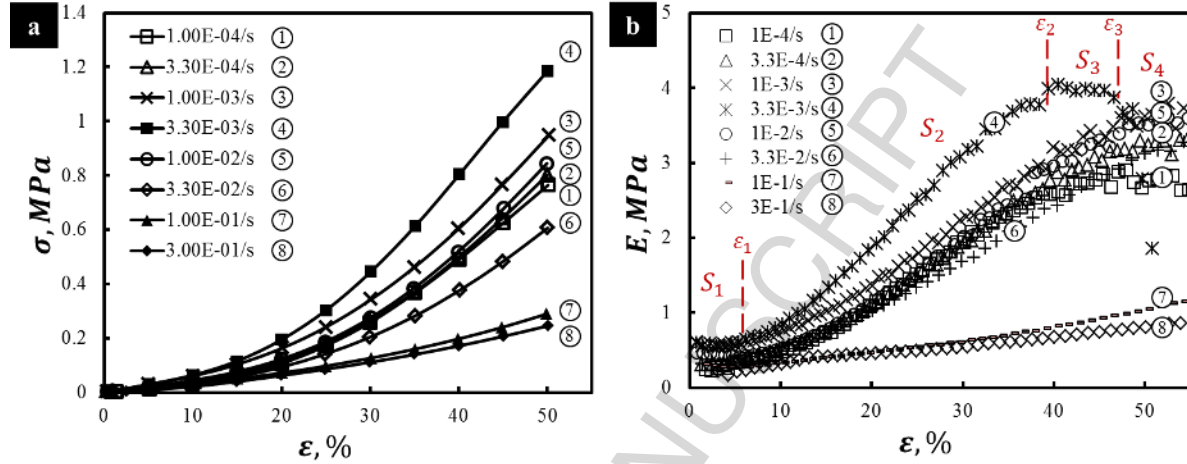 a
1.4
1.2
1
0.8
0.6
0.4
0.2
0
σ, MPa
1.00E-04/s ①
3.30E-04/s ②
1.00E-03/s ③
3.30E-03/s ④
1.00E-02/s ⑤
3.30E-02/s ⑥
1.00E-01/s ⑦
3.00E-01/s ⑧
④
③
⑤
②
①
⑥
⑦
⑧
0 10 20 30 40 50
ε, %
b
5
4
3
2
1
0
E, MPa
1E-4/s ①
3.3E-4/s ②
1E-3/s ③
3.3E-3/s ④
1E-2/s ⑤
3.3E-2/s ⑥
1E-1/s ⑦
3E-1/s ⑧
ε₂ ε₃
S₃ S₄
S₂
ε₁
S₁
④
③
⑤
②
①
⑥
⑦
⑧
0 10 20 30 40 50
ε, %
NUSCRIPT